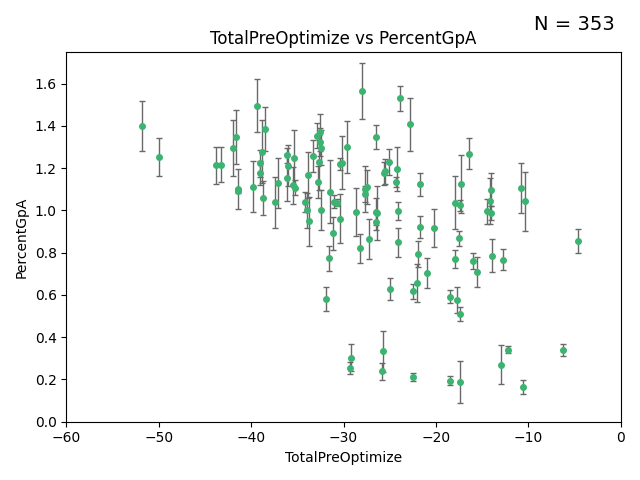 N = 353
TotalPreOptimize vs PercentGpA
PercentGpA
1.6
1.4
1.2
1.0
0.8
0.6
0.4
0.2
0.0
−60 −50 −40 −30 −20 −10 0
TotalPreOptimize